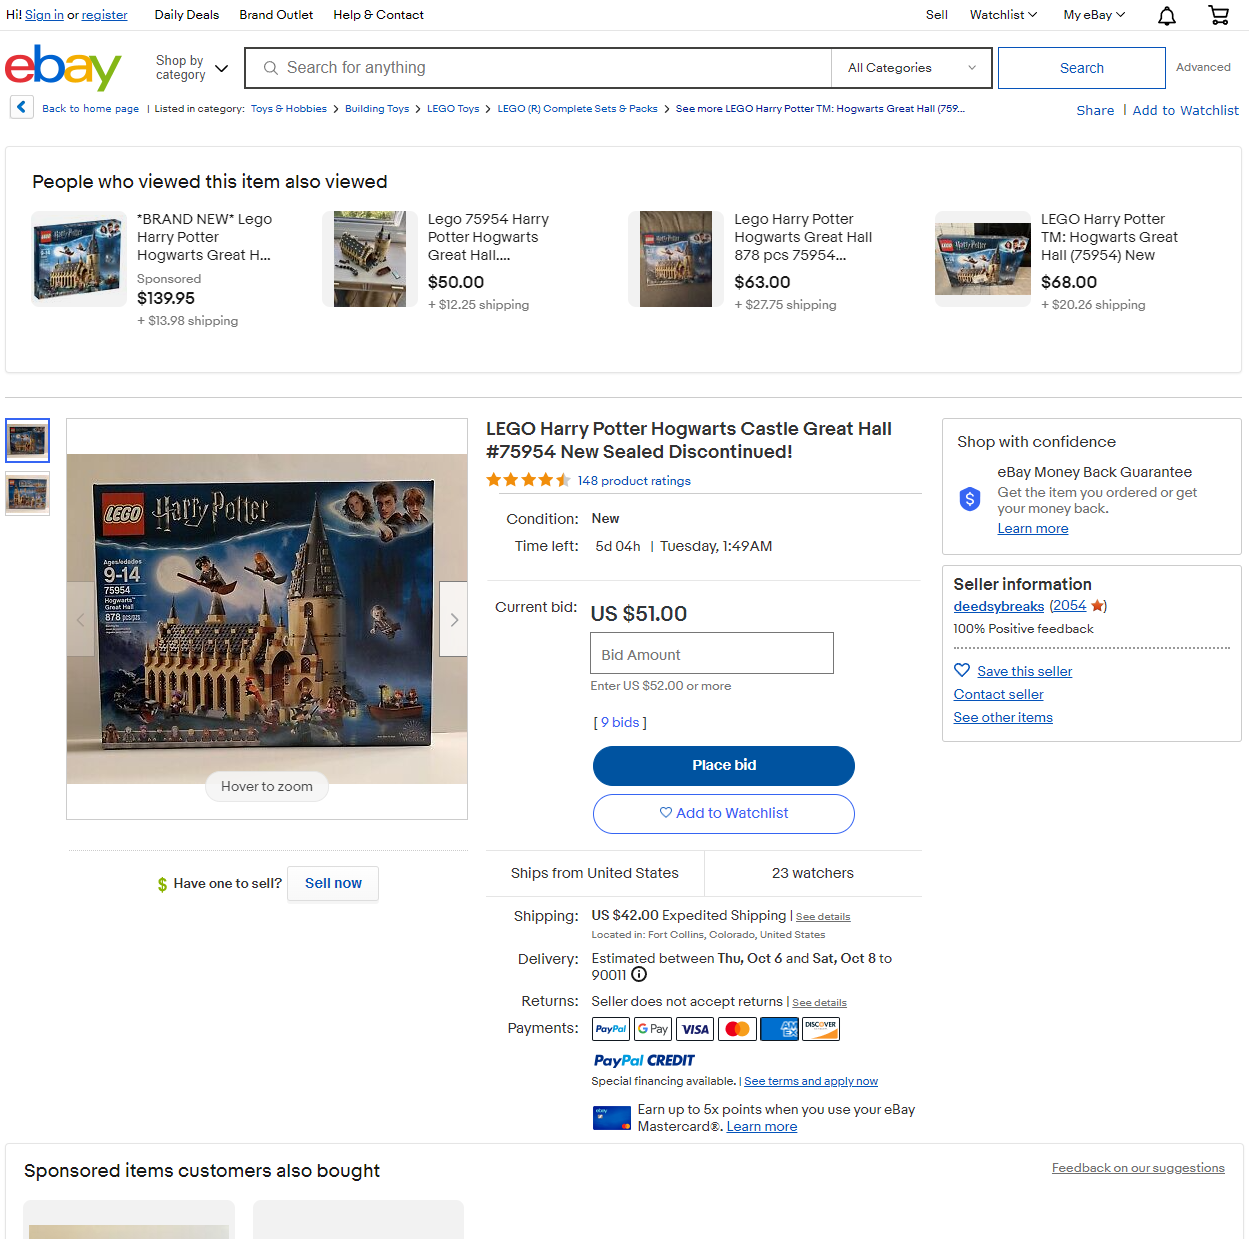 Hi! Sign in or register
Daily Deals
Brand Outlet
Help & Contact
Sell
Watchlist
My eBay
ebay
Shop by category
Search for anything
All Categories
Search
Advanced
Back to home page | Listed in category: Toys & Hobbies > Building Toys > LEGO Toys > LEGO (R) Complete Sets & Packs > See more LEGO Harry Potter TM: Hogwarts Great Hall (759...
Share | Add to Watchlist
People who viewed this item also viewed
*BRAND NEW* Lego
Harry Potter
Hogwarts Great H...
Sponsored
$139.95
+ $13.98 shipping
Lego 75954 Harry
Potter Hogwarts
Great Hall....
$50.00
+ $12.25 shipping
Lego Harry Potter
Hogwarts Great Hall
878 pcs 75954...
$63.00
+ $27.75 shipping
LEGO Harry Potter
TM: Hogwarts Great
Hall (75954) New
$68.00
+ $20.26 shipping
LEGO
Harry Potter
Ages/edades
9-14
75954
Hogwarts™
Great Hall
878 pcs/pzs
Hover to zoom
$ Have one to sell? Sell now
LEGO Harry Potter Hogwarts Castle Great Hall
#75954 New Sealed Discontinued!
148 product ratings
Condition: New
Time left: 5d 04h | Tuesday, 1:49AM
Current bid: US $51.00
Bid Amount
Enter US $52.00 or more
[ 9 bids ]
Place bid
Add to Watchlist
Ships from United States
23 watchers
Shipping: US $42.00 Expedited Shipping | See details
Located in: Fort Collins, Colorado, United States
Delivery: Estimated between Thu, Oct 6 and Sat, Oct 8 to
90011
Returns: Seller does not accept returns | See details
Payments: PayPal G Pay VISA AMEX DISCOVER
PayPal CREDIT
Special financing available. | See terms and apply now
Earn up to 5x points when you use your eBay
Mastercard®. Learn more
Shop with confidence
eBay Money Back Guarantee
Get the item you ordered or get
your money back.
Learn more
Seller information
deedsybreaks (2054)
100% Positive feedback
Save this seller
Contact seller
See other items
Sponsored items customers also bought
Feedback on our suggestions